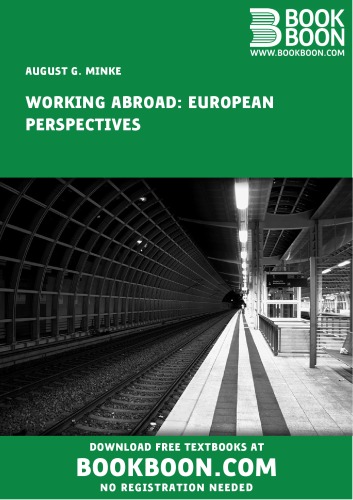 BOOK
BOON
WWW.BOOKBOON.COM
AUGUST G. MINKE
WORKING ABROAD: EUROPEAN
PERSPECTIVES
DOWNLOAD FREE TEXTBOOKS AT
BOOKBOON.COM
NO REGISTRATION NEEDED